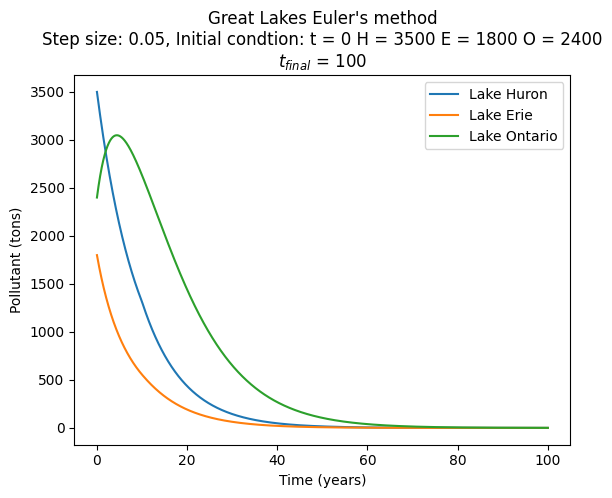 Great Lakes Euler's method
Step size: 0.05, Initial condtion: t = 0 H = 3500 E = 1800 O = 2400
t_final = 100
Lake Huron
Lake Erie
Lake Ontario
Pollutant (tons)
3500
3000
2500
2000
1500
1000
500
0
0 20 40 60 80 100
Time (years)